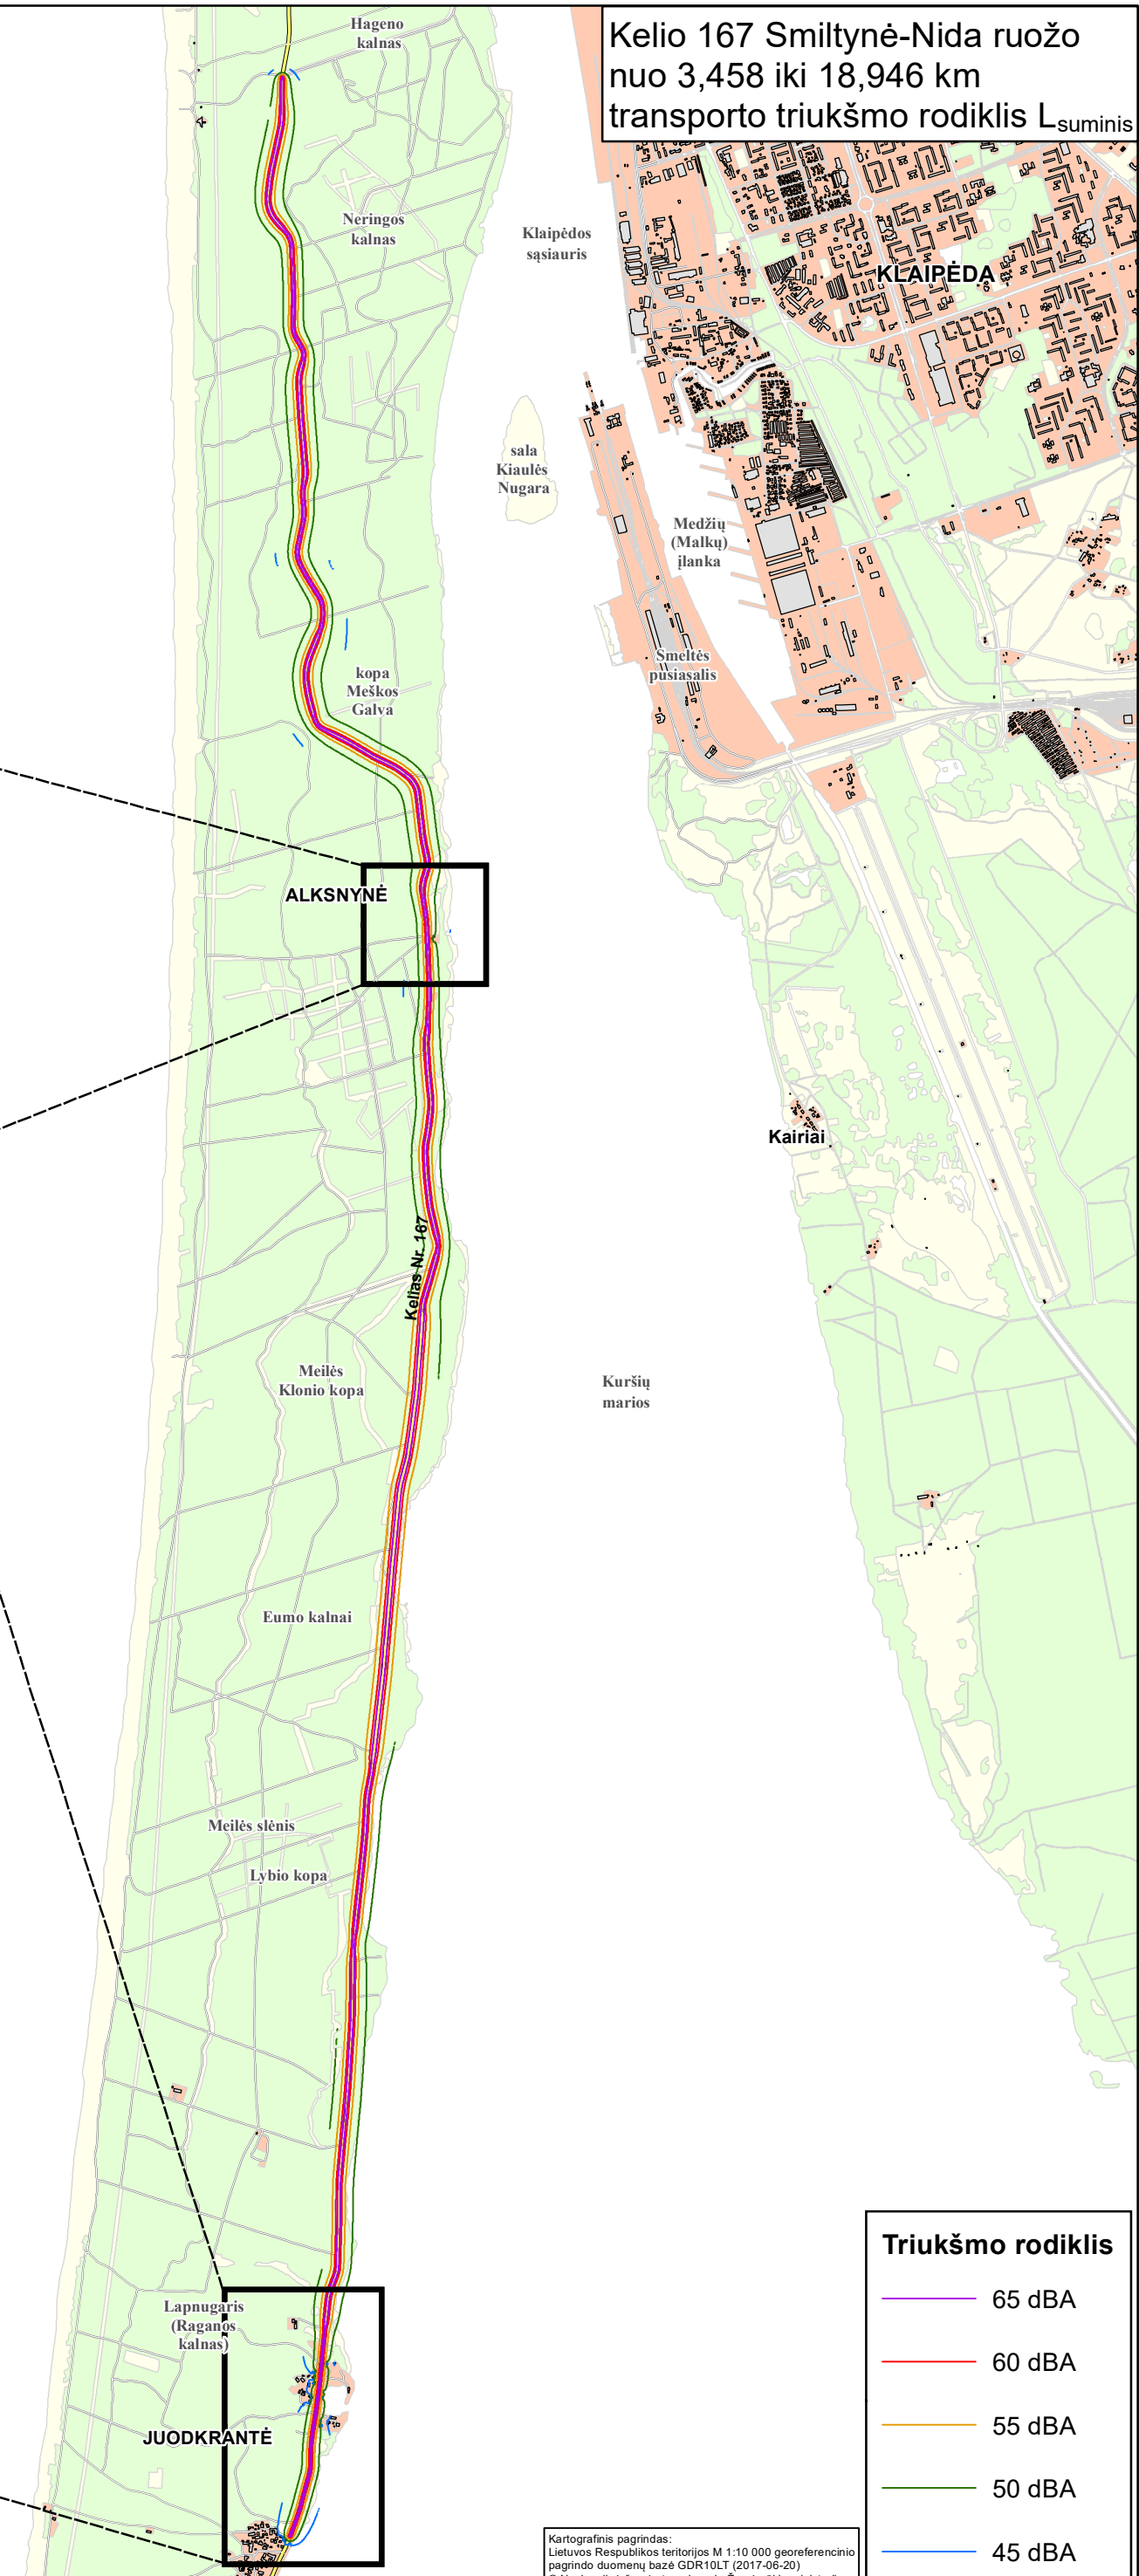 Kelio 167 Smiltynė-Nida ruožo
nuo 3,458 iki 18,946 km
transporto triukšmo rodiklis Lsuminis
Hageno
kalnas
Neringos
kalnas
Klaipėdos
sąsiauris
KLAIPĖDA
sala
Kiaulės
Nugara
Medžių
(Malkų)
įlanka
Smeltės
pusiasalis
kopa
Meškos
Galva
ALKSNYNĖ
Kairiai
Kelias Nr. 167
Meilės
Klonio kopa
Kuršių
marios
Eumo kalnai
Meilės slėnis
Lybio kopa
Lapnugaris
(Raganos
kalnas)
JUODKRANTĖ
Triukšmo rodiklis
65 dBA
60 dBA
55 dBA
50 dBA
45 dBA
Kartografinis pagrindas:
Lietuvos Respublikos teritorijos M 1:10 000 georeferencinio
pagrindo duomenų bazė GDR10LT (2017-06-20)